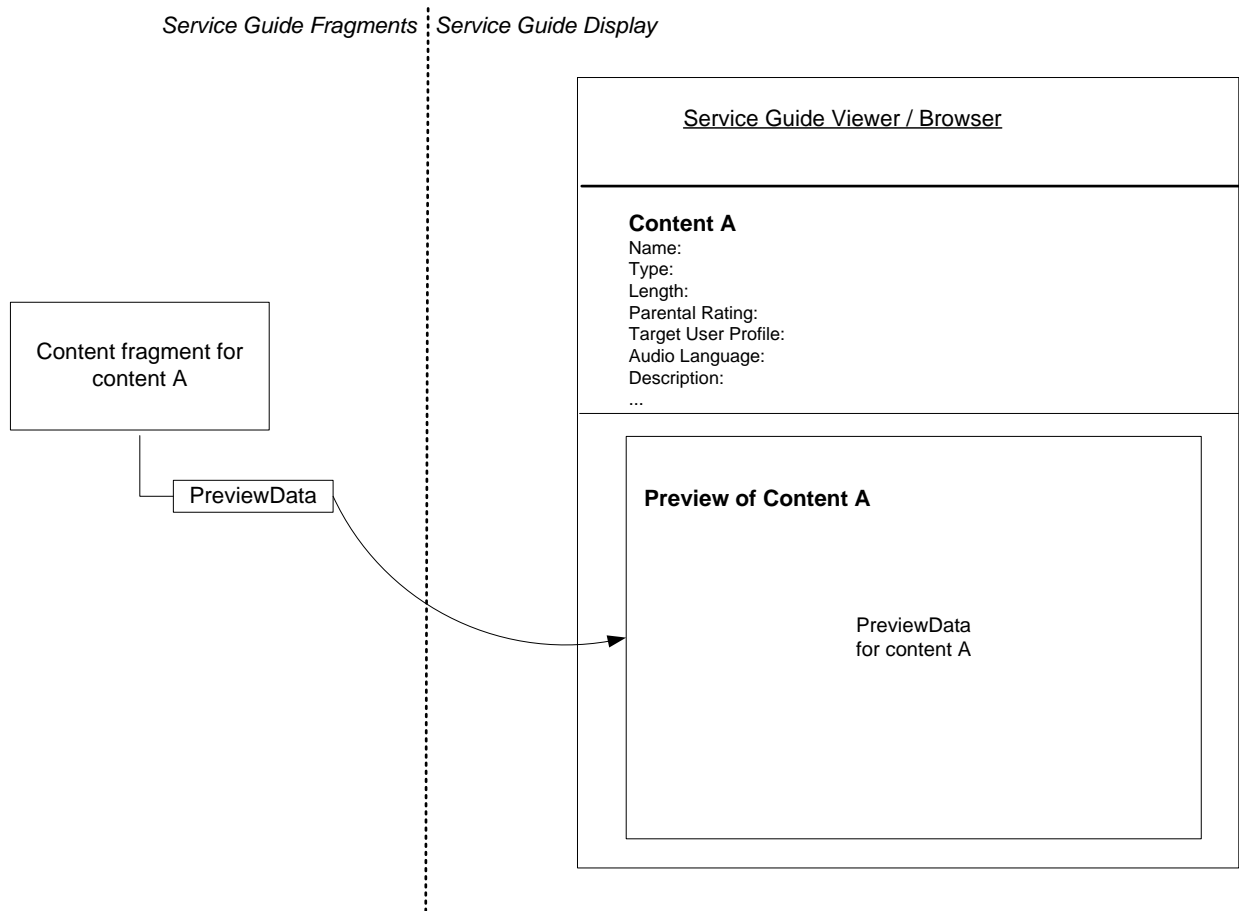 Service Guide Fragments
Service Guide Display
Service Guide Viewer / Browser
Content A
Name:
Type:
Length:
Parental Rating:
Target User Profile:
Audio Language:
Description:
...
Content fragment for
content A
PreviewData
Preview of Content A
PreviewData
for content A